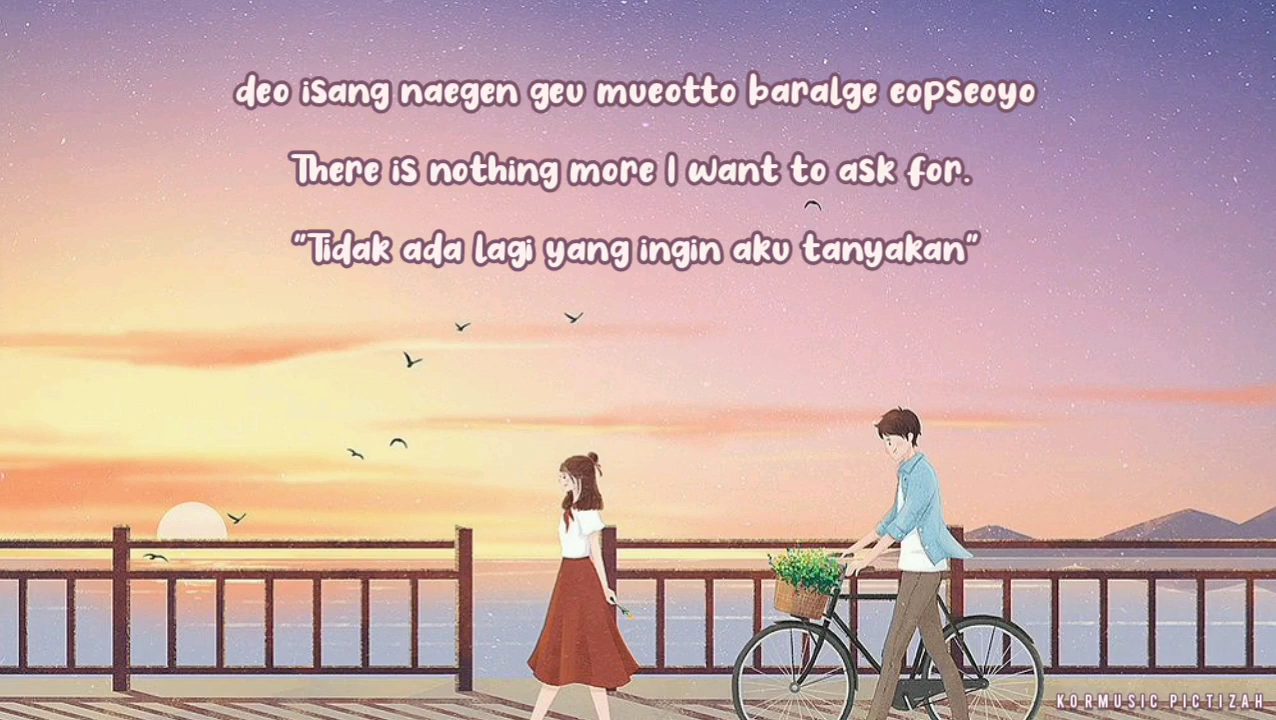 deo isang naegen geu mueotto baralge eopseoyo
There is nothing more I want to ask for.
"Tidak ada lagi yang ingin aku tanyakan"
KORMUSIC PICTIZAH